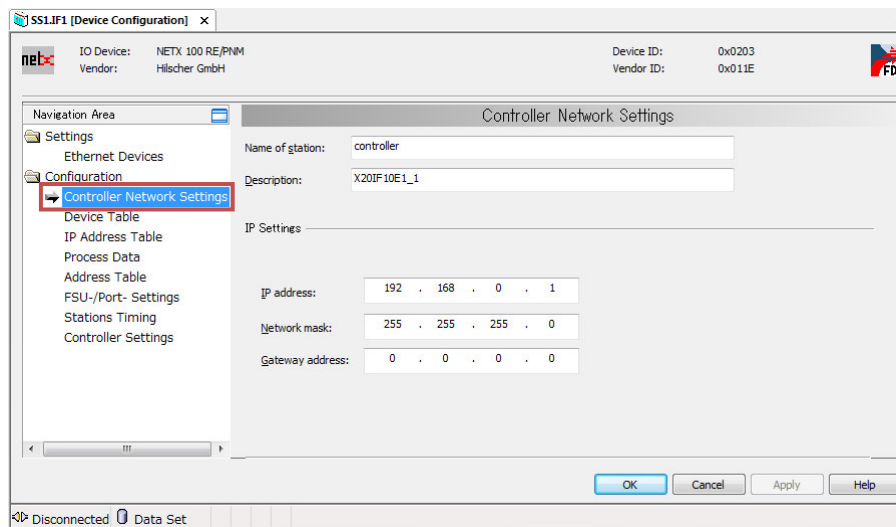 SS1.IF1 [Device Configuration] x
netx
IO Device: NETX 100 RE/PNM Device ID: 0x0203
Vendor: Hilscher GmbH Vendor ID: 0x011E
FD
Navigation Area
Controller Network Settings
Settings
Ethernet Devices
Configuration
Controller Network Settings
Device Table
IP Address Table
Process Data
Address Table
FSU-/Port- Settings
Stations Timing
Controller Settings
Name of station: controller
Description: X20IF10E1_1
IP Settings
IP address: 192 . 168 . 0 . 1
Network mask: 255 . 255 . 255 . 0
Gateway address: 0 . 0 . 0 . 0
OK Cancel Apply Help
Disconnected Data Set